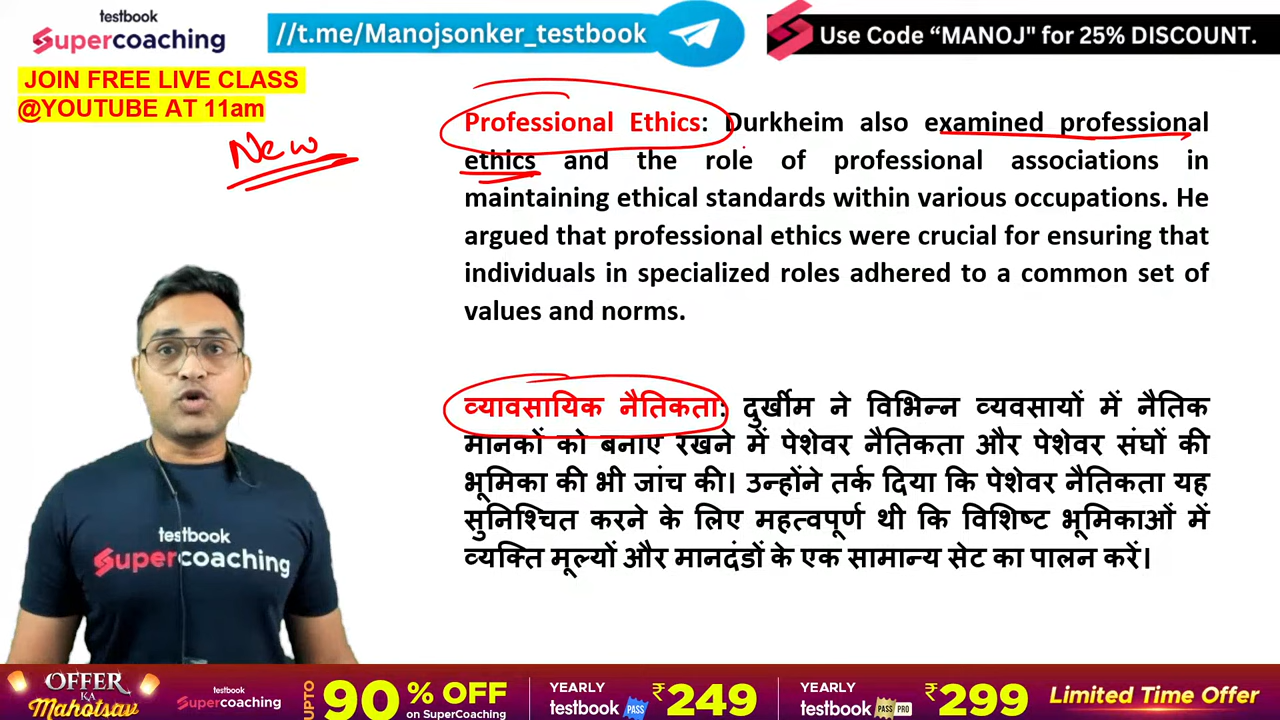 testbook
Supercoaching
//t.me/Manojsonker_testbook
Use Code “MANOJ" for 25% DISCOUNT.
JOIN FREE LIVE CLASS
@YOUTUBE AT 11am
New
Professional Ethics: Durkheim also examined professional
ethics and the role of professional associations in
maintaining ethical standards within various occupations. He
argued that professional ethics were crucial for ensuring that
individuals in specialized roles adhered to a common set of
values and norms.
व्यावसायिक नैतिकता: दुर्खीम ने विभिन्न व्यवसायों में नैतिक
मानकों को बनाए रखने में पेशेवर नैतिकता और पेशेवर संघों की
भूमिका की भी जांच की। उन्होंने तर्क दिया कि पेशेवर नैतिकता यह
सुनिश्चित करने के लिए महत्वपूर्ण थी कि विशिष्ट भूमिकाओं में
व्यक्ति मूल्यों और मानदंडों के एक सामान्य सेट का पालन करें।
testbook
Supercoaching
OFFER
KA
Mahotsav
testbook
Supercoaching
UPTO
90% OFF
on SuperCoaching
YEARLY
testbook PASS
₹249
YEARLY
testbook PASS PRO
₹299
Limited Time Offer